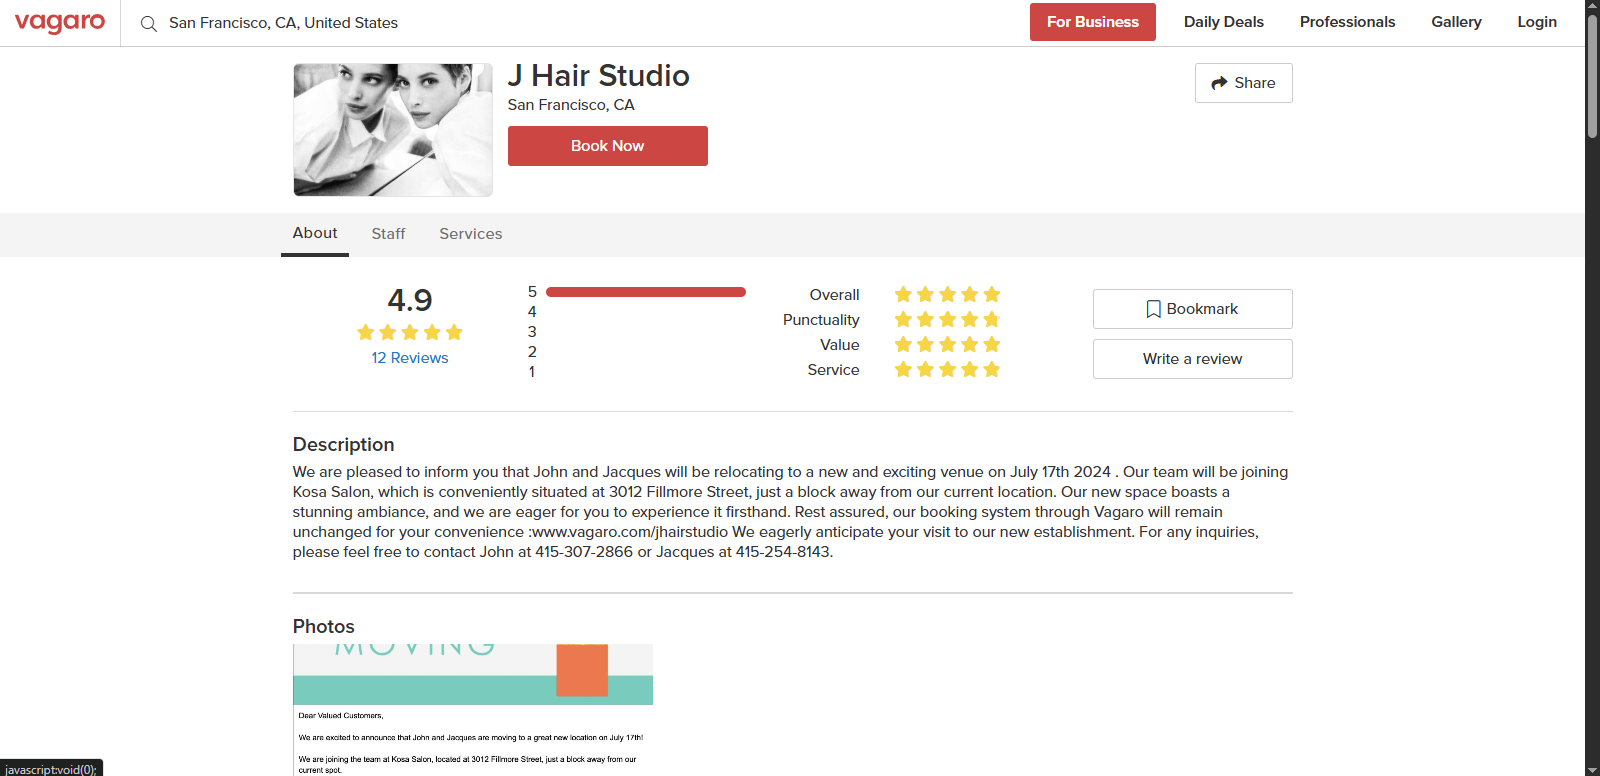 vagaro
San Francisco, CA, United States
For Business
Daily Deals
Professionals
Gallery
Login
J Hair Studio
San Francisco, CA
Book Now
Share
About
Staff
Services
4.9
12 Reviews
5
4
3
2
1
Overall
Punctuality
Value
Service
Bookmark
Write a review
Description
We are pleased to inform you that John and Jacques will be relocating to a new and exciting venue on July 17th 2024 . Our team will be joining
Kosa Salon, which is conveniently situated at 3012 Fillmore Street, just a block away from our current location. Our new space boasts a
stunning ambiance, and we are eager for you to experience it firsthand. Rest assured, our booking system through Vagaro will remain
unchanged for your convenience :www.vagaro.com/jhairstudio We eagerly anticipate your visit to our new establishment. For any inquiries,
please feel free to contact John at 415-307-2866 or Jacques at 415-254-8143.
Photos
MOVING
Dear Valued Customers,
We are excited to announce that John and Jacques are moving to a great new location on July 17th!
We are joining the team at Kosa Salon, located at 3012 Fillmore Street, just a block away from our
current spot.
javascript:void(0);